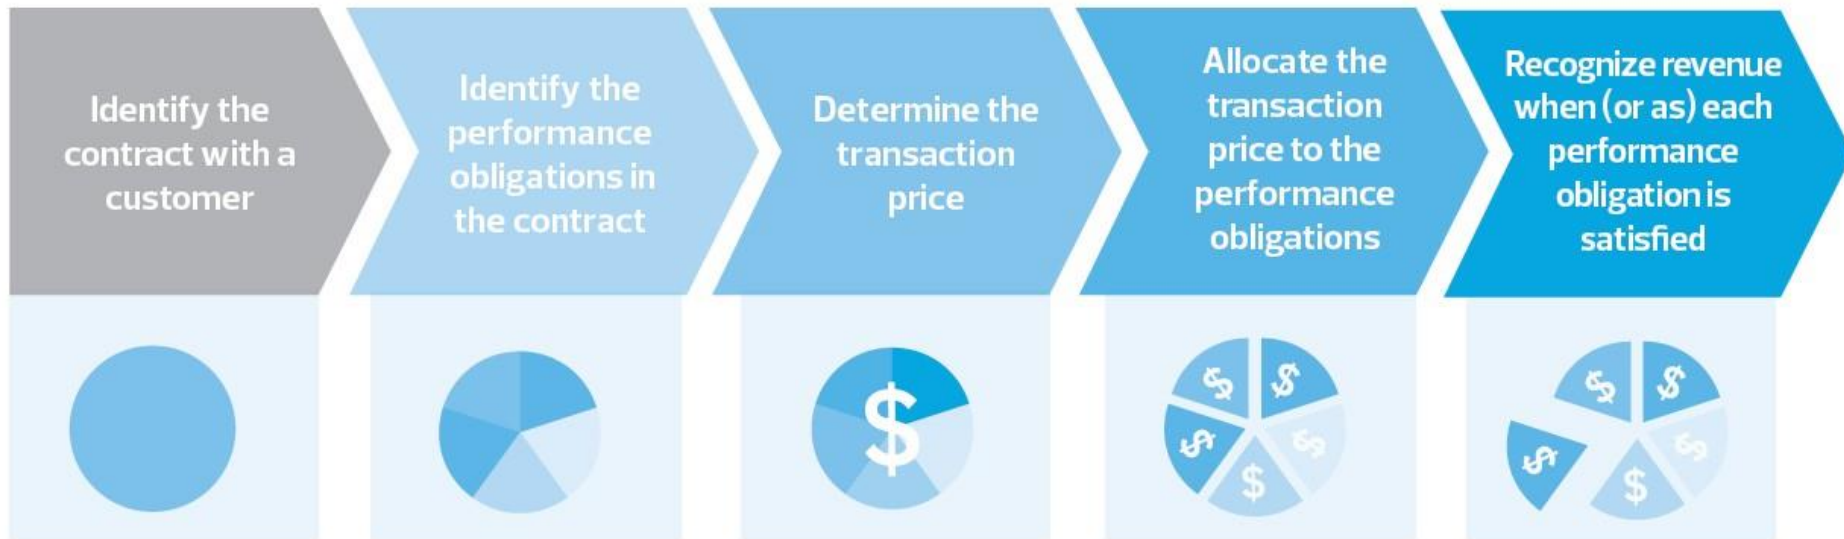 Identify the
contract with a
customer
Identify the
performance
obligations in
the contract
Determine the
transaction
price
$
Allocate the
transaction
price to the
performance
obligations
$ $
$ $
$
Recognize revenue
when (or as) each
performance
obligation is
satisfied
$ $
$ $
$